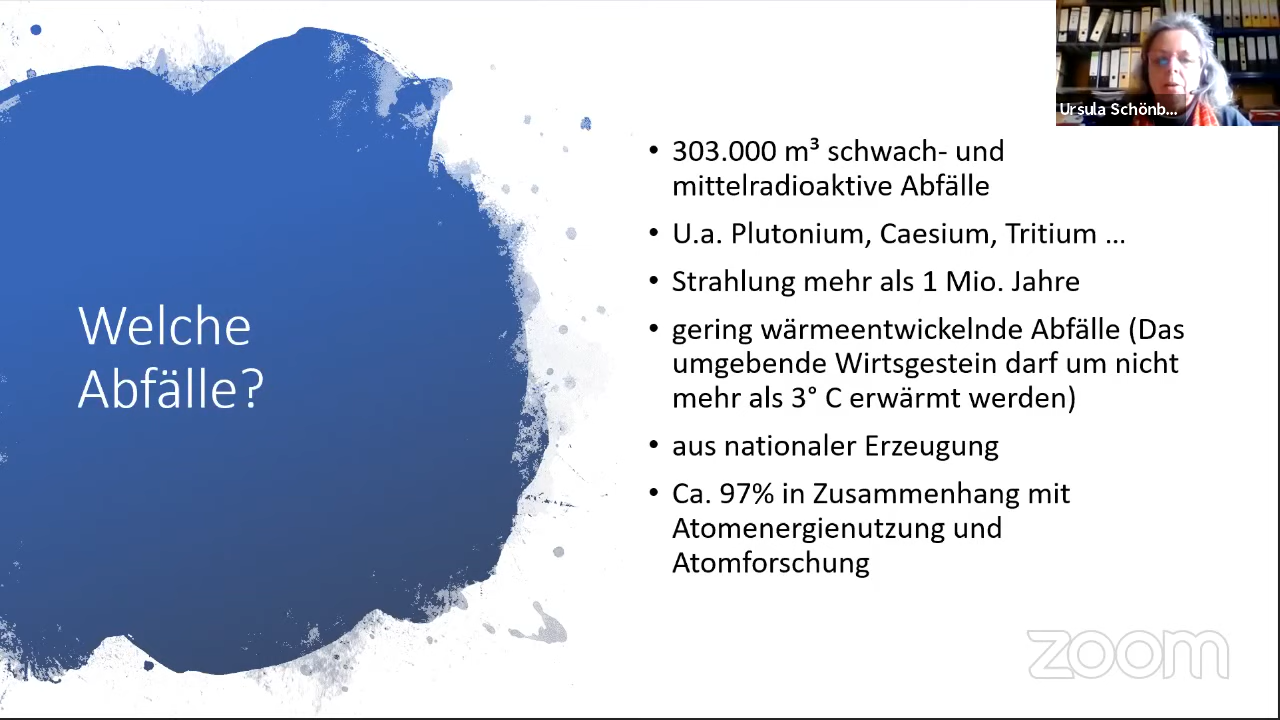 Ursula Schönb...
Welche
Abfälle?
• 303.000 m³ schwach- und
mittelradioaktive Abfälle
• U.a. Plutonium, Caesium, Tritium ...
• Strahlung mehr als 1 Mio. Jahre
• gering wärmeentwickelnde Abfälle (Das
umgebende Wirtsgestein darf um nicht
mehr als 3° C erwärmt werden)
• aus nationaler Erzeugung
• Ca. 97% in Zusammenhang mit
Atomenergienutzung und
Atomforschung
zoom